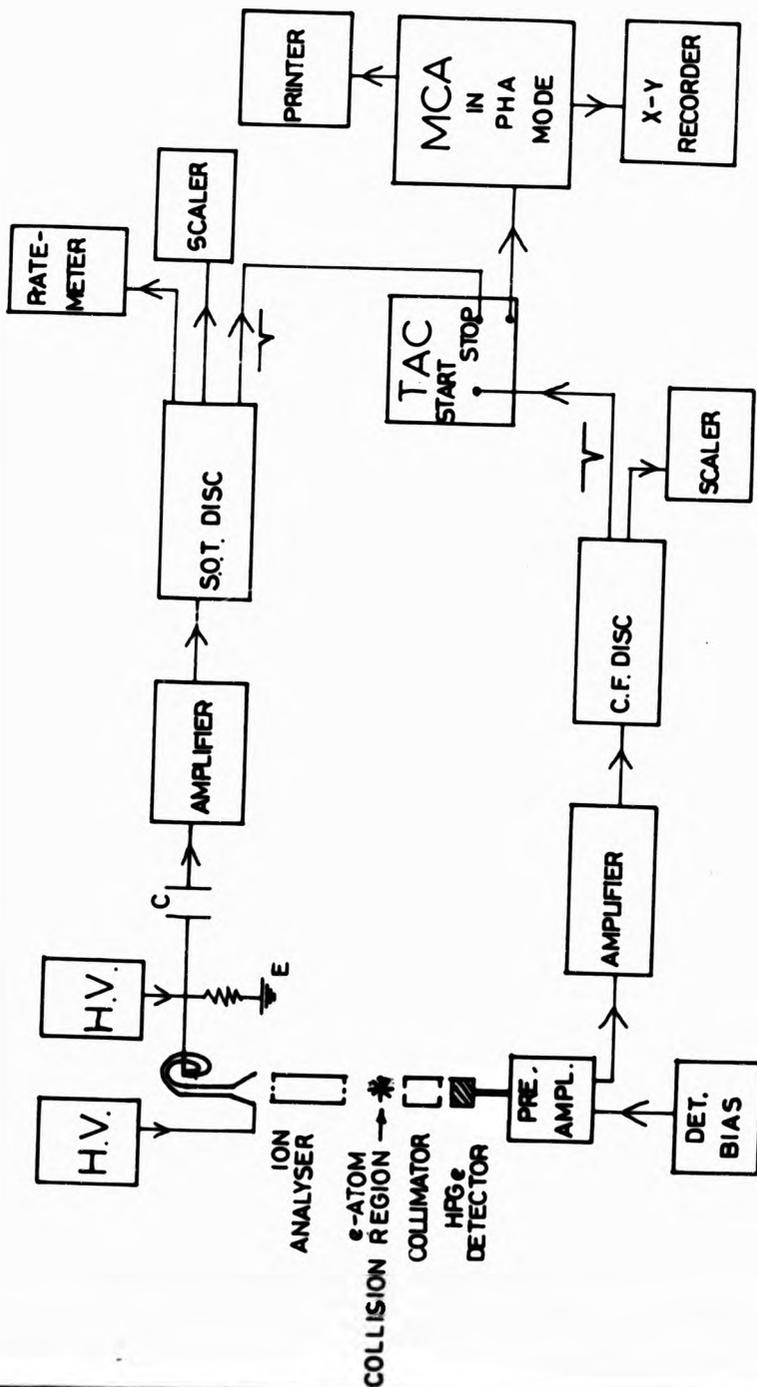 H.V.
H.V.
E
C
AMPLIFIER
S.O.T. DISC
RATE-
METER
SCALER
ION
ANALYSER
e-ATOM
COLLISION REGION
COLLIMATOR
HPGe
DETECTOR
PRE.
AMPL.
DET.
BIAS
AMPLIFIER
C.F. DISC
SCALER
TAC
START
STOP
MCA
IN
PHA
MODE
PRINTER
X-Y
RECORDER